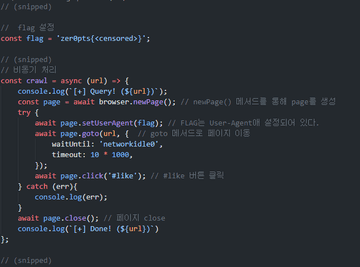 // (snipped)
// flag 설정
const flag = 'zer0pts{<censored>}';
// (snipped)
// 비동기 처리
const crawl = async (url) => {
console.log(`[+] Query! (${url})`);
const page = await browser.newPage(); // newPage() 메서드를 통해 page를 생성
try {
await page.setUserAgent(flag); // FLAG는 User-Agent에 설정되어 있다.
await page.goto(url, { // goto 메서드로 페이지 이동
waitUntil: 'networkidle0',
timeout: 10 * 1000,
});
await page.click('#like'); // #like 버튼 클릭
} catch (err){
console.log(err);
}
await page.close(); // 페이지 close
console.log(`[+] Done! (${url})`)
};
// (snipped)